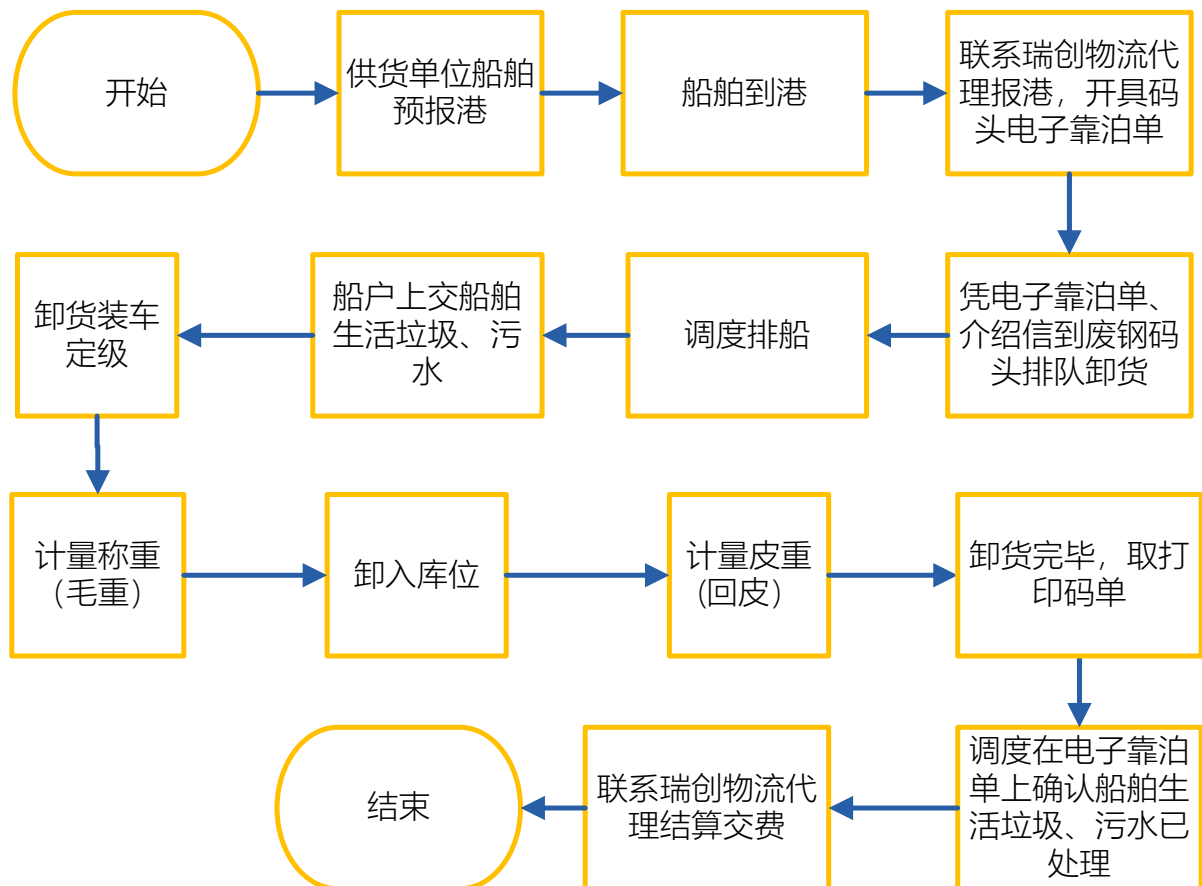 开始
供货单位船舶
预报港
船舶到港
联系瑞创物流代
理报港，开具码
头电子靠泊单
凭电子靠泊单、
介绍信到废钢码
头排队卸货
调度排船
船户上交船舶
生活垃圾、污
水
卸货装车
定级
计量称重
（毛重）
卸入库位
计量皮重
(回皮）
卸货完毕，取打
印码单
调度在电子靠泊
单上确认船舶生
活垃圾、污水已
处理
联系瑞创物流代
理结算交费
结束